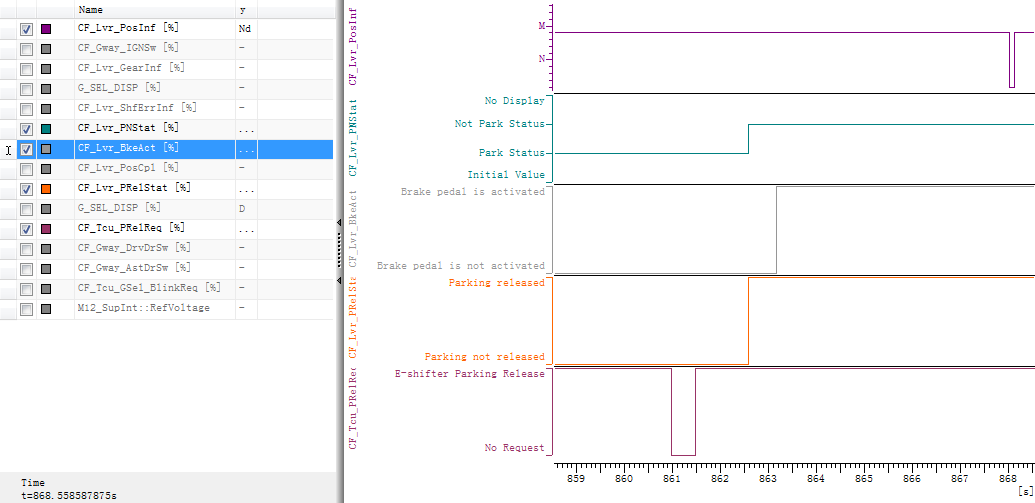 Name y
CF_Lvr_PosInf [%] Nd
CF_Gway_IGNSw [%] -
CF_Lvr_GearInf [%] -
G_SEL_DISP [%] -
CF_Lvr_ShfErrInf [%] -
CF_Lvr_PNStat [%] ...
CF_Lvr_BkeAct [%] ...
CF_Lvr_PosCpl [%] -
CF_Lvr_PRelStat [%] ...
G_SEL_DISP [%] D
CF_Tcu_PRelReq [%] ...
CF_Gway_DrvDrSw [%] -
CF_Gway_AstDrSw [%] -
CF_Tcu_GSel_BlinkReq [%] -
M12_SupInt::RefVoltage -
Time
t=868.558587875s
CF_Lvr_PosInf
M
N
CF_Lvr_PNStat
No Display
Not Park Status
Park Status
Initial Value
CF_Lvr_BkeAct
Brake pedal is activated
Brake pedal is not activated
CF_Lvr_PRelSta
Parking released
Parking not released
CF_Tcu_PRelRec
E-shifter Parking Release
No Request
859 860 861 862 863 864 865 866 867 868
[s]